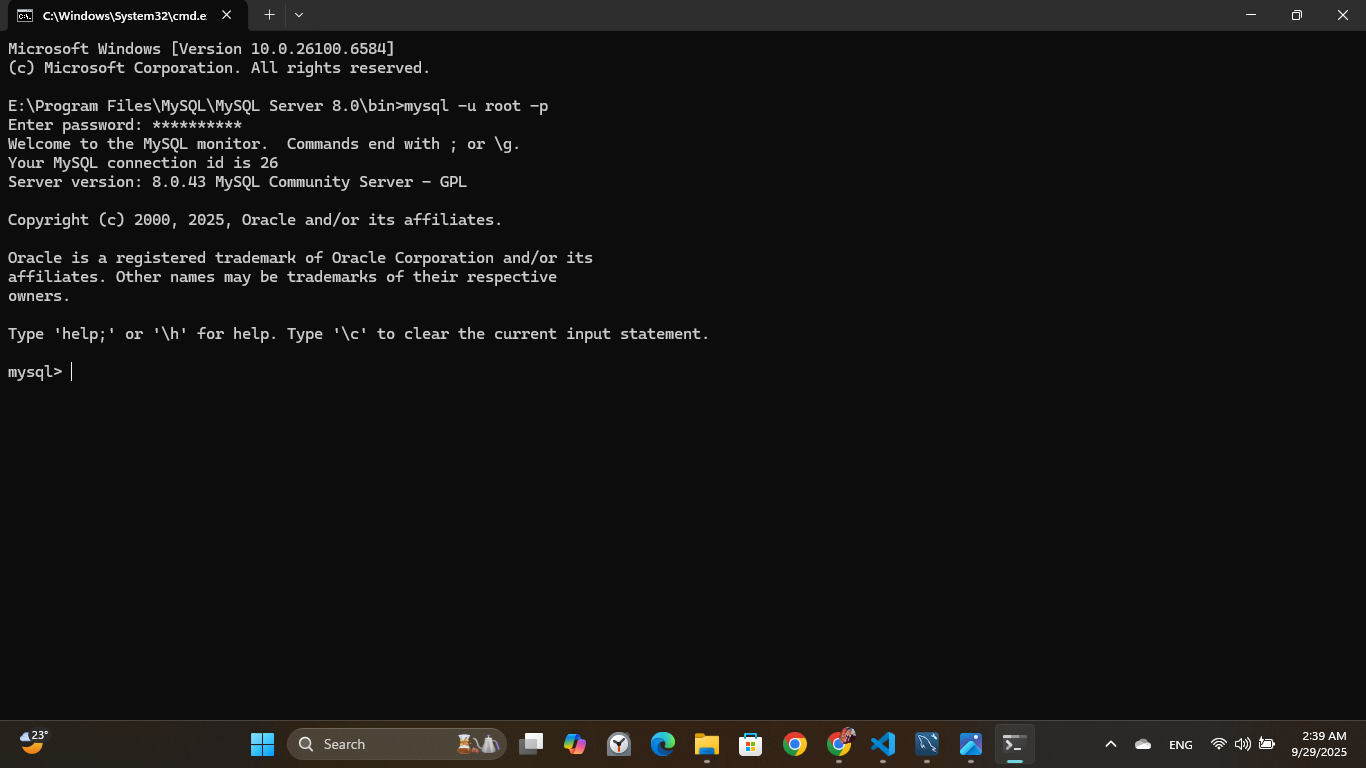 C:\Windows\System32\cmd.e
Microsoft Windows [Version 10.0.26100.6584]
(c) Microsoft Corporation. All rights reserved.
E:\Program Files\MySQL\MySQL Server 8.0\bin>mysql -u root -p
Enter password: **********
Welcome to the MySQL monitor.  Commands end with ; or \g.
Your MySQL connection id is 26
Server version: 8.0.43 MySQL Community Server - GPL
Copyright (c) 2000, 2025, Oracle and/or its affiliates.
Oracle is a registered trademark of Oracle Corporation and/or its
affiliates. Other names may be trademarks of their respective
owners.
Type 'help;' or '\h' for help. Type '\c' to clear the current input statement.
mysql>
23°
Search
ENG
2:39 AM
9/29/2025